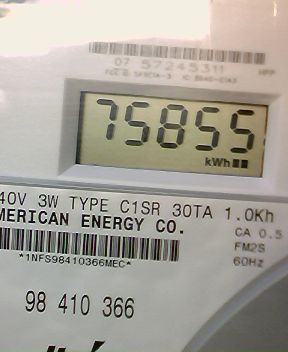 07 57245311
75855
kWh
40V 3W TYPE C1SR 30TA 1.0Kh
MERICAN ENERGY CO.
CA 0.5
FM2S
60Hz
*1NFS98410366MEC*
98 410 366